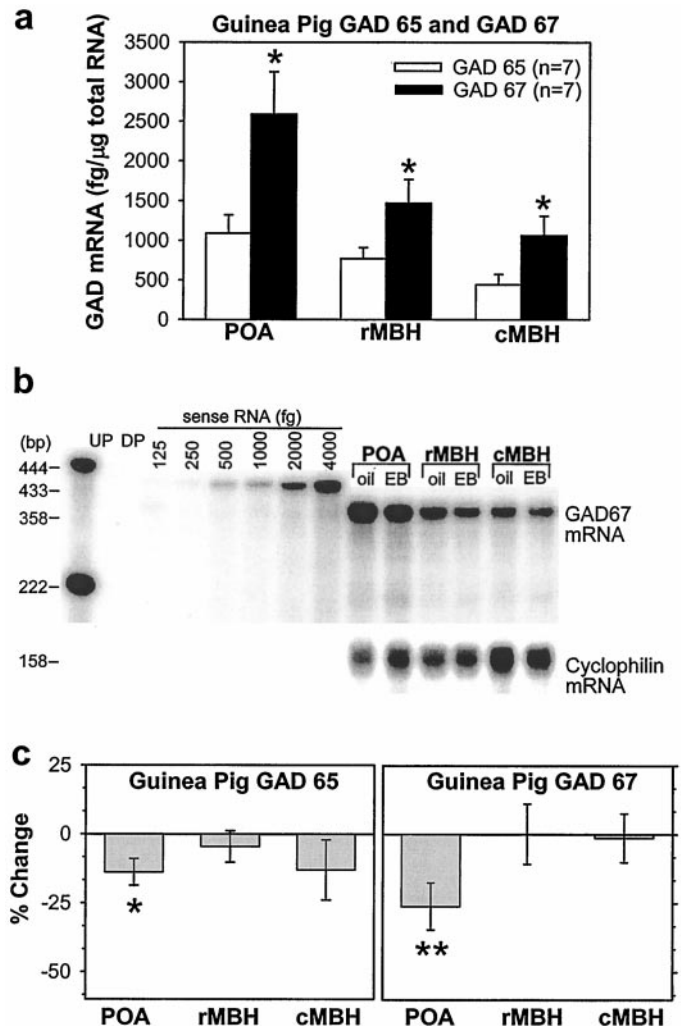 a
Guinea Pig GAD 65 and GAD 67
GAD mRNA (fg/µg total RNA)
3500
3000
2500
2000
1500
1000
500
0
GAD 65 (n=7)
GAD 67 (n=7)
*
*
*
POA rMBH cMBH
b
sense RNA (fg)
(bp) UP DP 125 250 500 1000 2000 4000
POA rMBH cMBH
oil EB oil EB oil EB
444–
433–
358–
222–
GAD67
mRNA
158–
Cyclophilin
mRNA
c
% Change
25
0
-25
-50
Guinea Pig GAD 65
Guinea Pig GAD 67
*
**
POA rMBH cMBH
POA rMBH cMBH